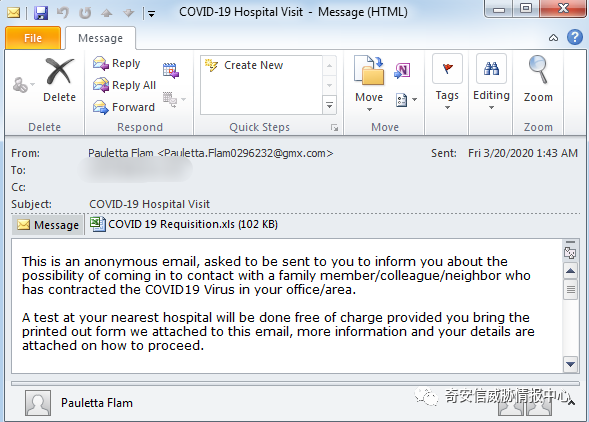 COVID-19 Hospital Visit - Message (HTML)
File
Message
Delete
Reply
Reply All
Forward
Create New
Move
Tags
Editing
Zoom
Delete
Respond
Quick Steps
Move
Zoom
From: Pauletta Flam <Pauletta.Flam0296232@gmx.com>
Sent: Fri 3/20/2020 1:43 AM
To:
Cc:
Subject: COVID-19 Hospital Visit
Message
COVID 19 Requisition.xls (102 KB)
This is an anonymous email, asked to be sent to you to inform you about the
possibility of coming in to contact with a family member/colleague/neighbor who
has contracted the COVID19 Virus in your office/area.
A test at your nearest hospital will be done free of charge provided you bring the
printed out form we attached to this email, more information and your details are
attached on how to proceed.
Pauletta Flam
奇安信威胁情报中心